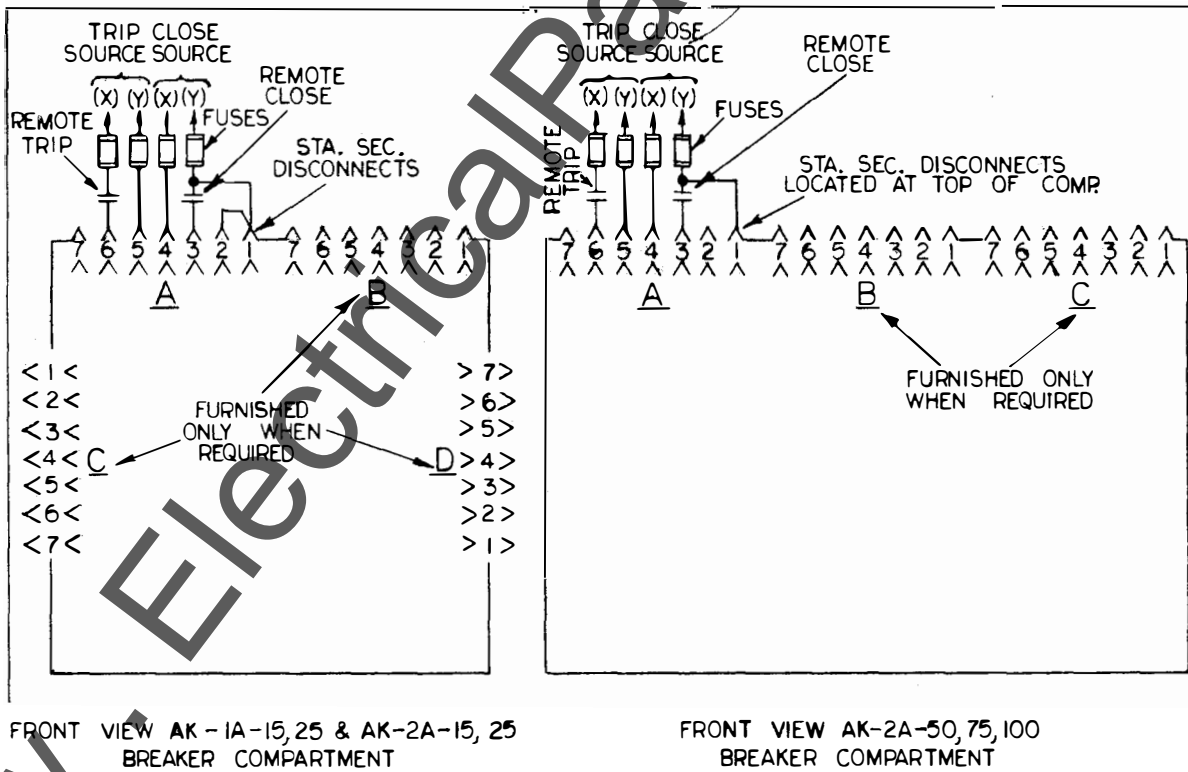 TRIP CLOSE
SOURCE SOURCE
(X) (Y) (X) (Y)
REMOTE
CLOSE
REMOTE
TRIP
FUSES
STA. SEC.
DISCONNECTS
7 6 5 4 3 2 1 7 6 5 4 3 2 1
A B
<1< >7>
<2< >6>
<3< >5>
<4< C D >4>
<5< >3>
<6< >2>
<7< >1>
FURNISHED
ONLY WHEN
REQUIRED
FRONT VIEW AK-1A-15, 25 & AK-2A-15, 25
BREAKER COMPARTMENT
TRIP CLOSE
SOURCE SOURCE
(X) (Y) (X) (Y)
REMOTE
CLOSE
REMOTE
TRIP
FUSES
STA. SEC. DISCONNECTS
LOCATED AT TOP OF COMP.
7 6 5 4 3 2 1 7 6 5 4 3 2 1 7 6 5 4 3 2 1
A B C
FURNISHED ONLY
WHEN REQUIRED
FRONT VIEW AK-2A-50, 75, 100
BREAKER COMPARTMENT
. ElectricalPa